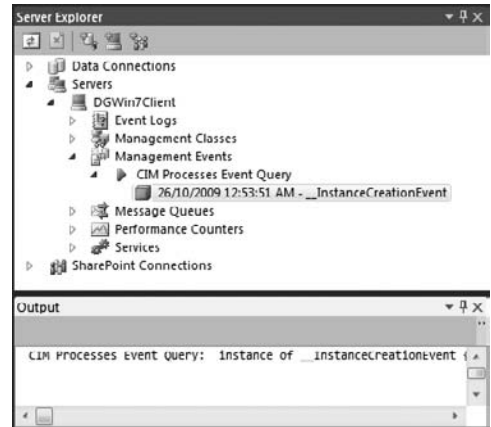 Server Explorer
Data Connections
Servers
DGWin7Client
Event Logs
Management Classes
Management Events
CIM Processes Event Query
26/10/2009 12:53:51 AM - __InstanceCreationEvent
Message Queues
Performance Counters
Services
SharePoint Connections
Output
CIM Processes Event Query: instance of __InstanceCreationEvent {